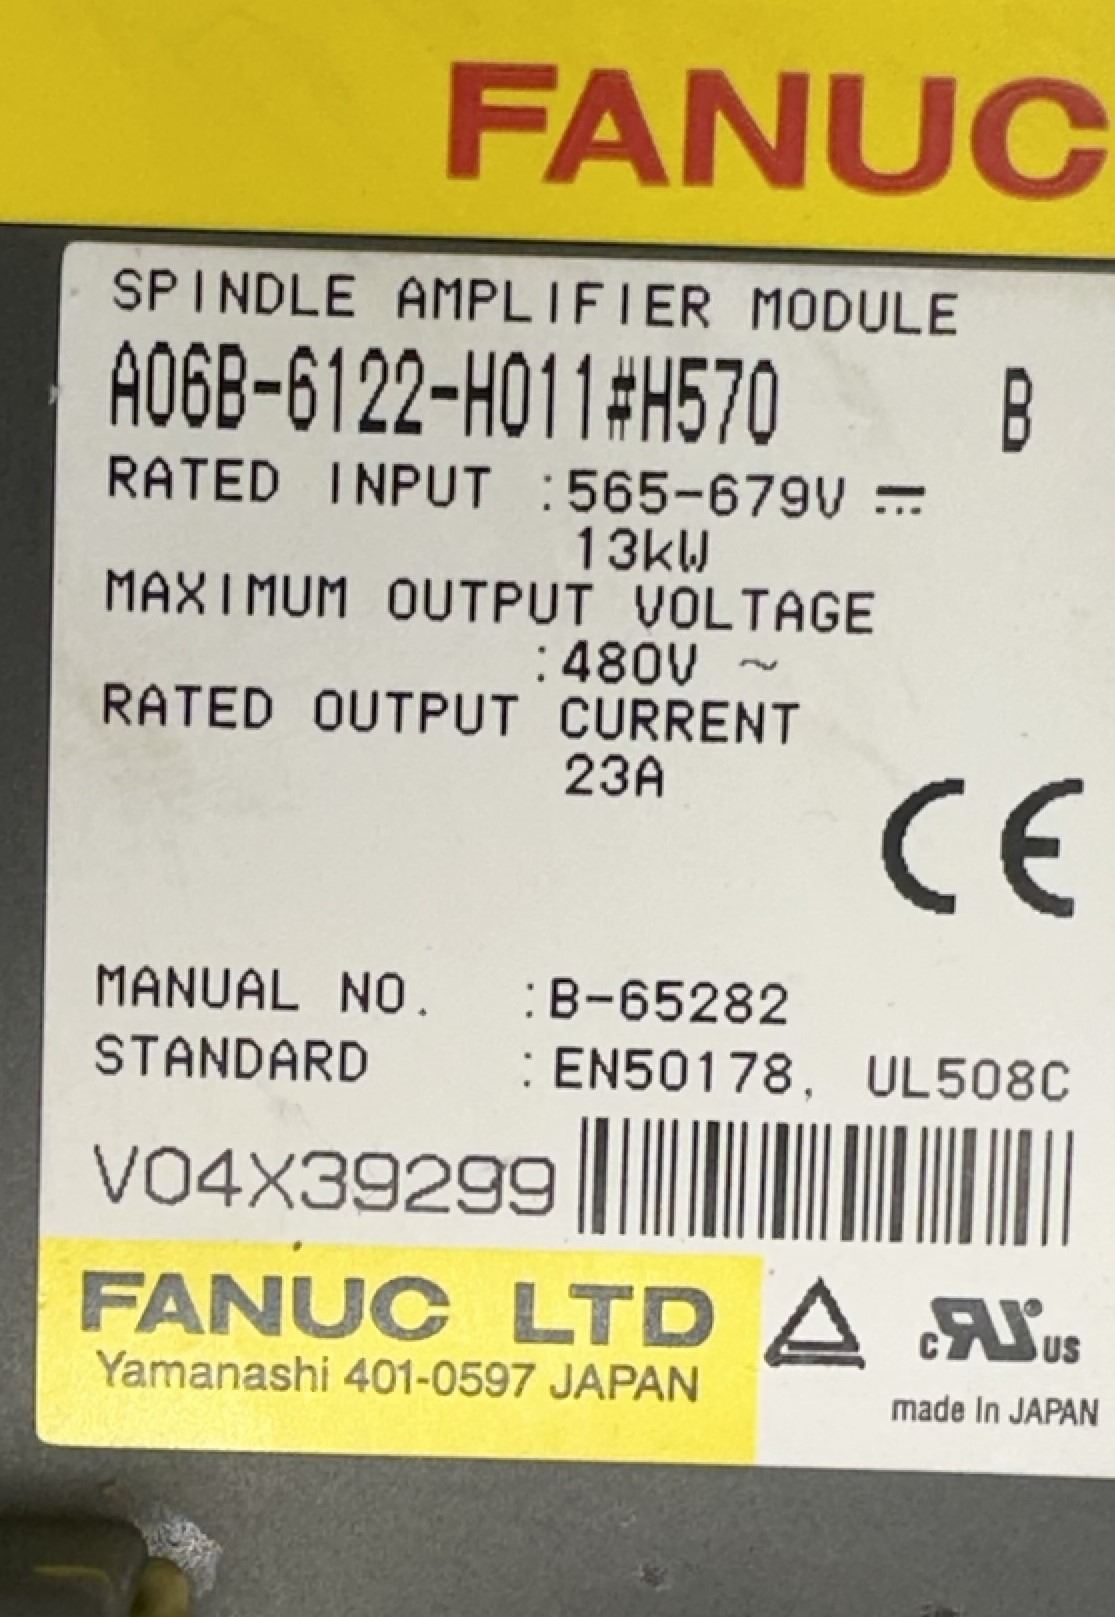 FANUC
SPINDLE AMPLIFIER MODULE
A06B-6122-H011#H570 B
RATED INPUT :565-679V ⎓
13kW
MAXIMUM OUTPUT VOLTAGE
:480V ~
RATED OUTPUT CURRENT
23A
CE
MANUAL NO. :B-65282
STANDARD :EN50178, UL508C
V04X39299
FANUC LTD
Yamanashi 401-0597 JAPAN
c RU us
made In JAPAN